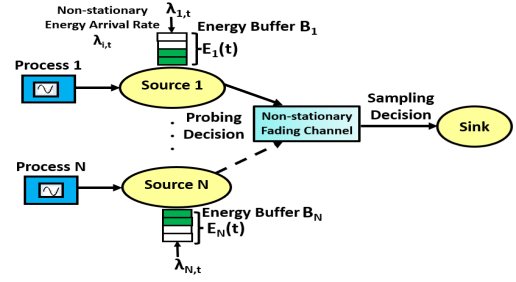 Non-stationary
Energy Arrival Rate
λi,t
λ1,t
Energy Buffer B1
E1(t)
Process 1
Source 1
Probing
Decision
Non-stationary
Fading Channel
Sampling
Decision
Sink
Process N
Source N
Energy Buffer BN
EN(t)
λN,t